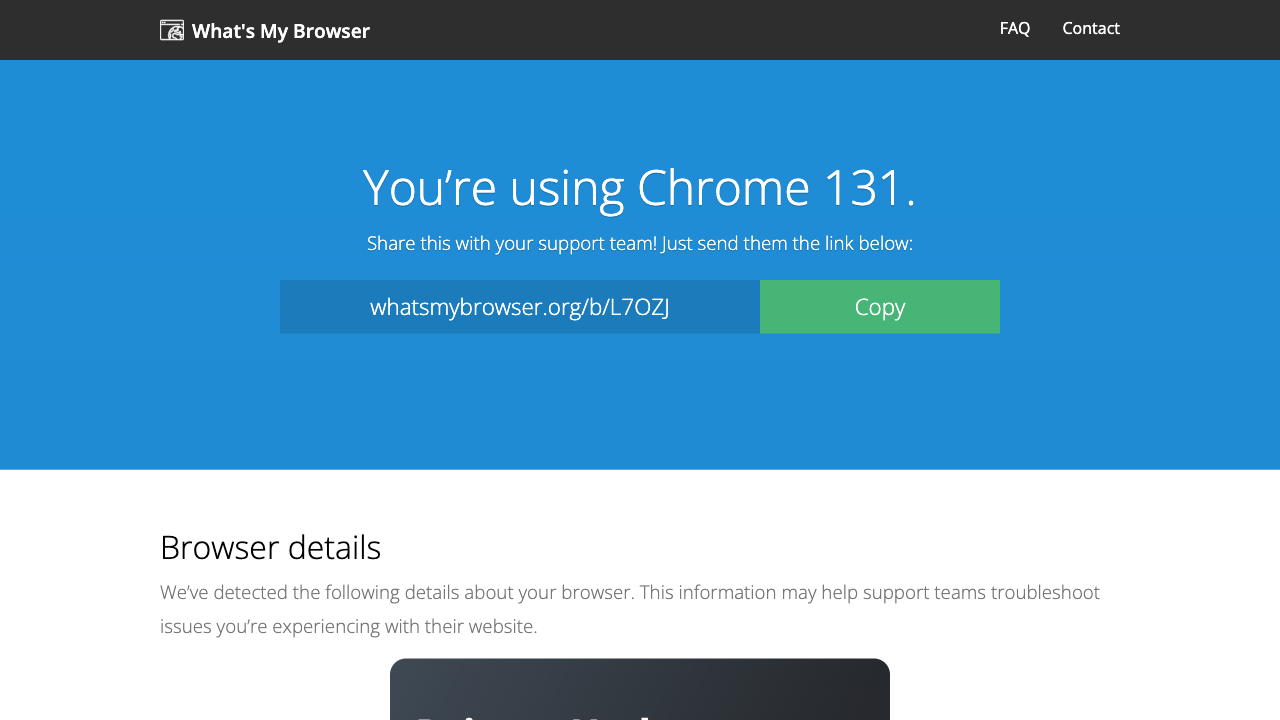 What's My Browser
FAQ
Contact
You’re using Chrome 131.
Share this with your support team! Just send them the link below:
whatsmybrowser.org/b/L7OZJ
Copy
Browser details
We’ve detected the following details about your browser. This information may help support teams troubleshoot
issues you’re experiencing with their website.